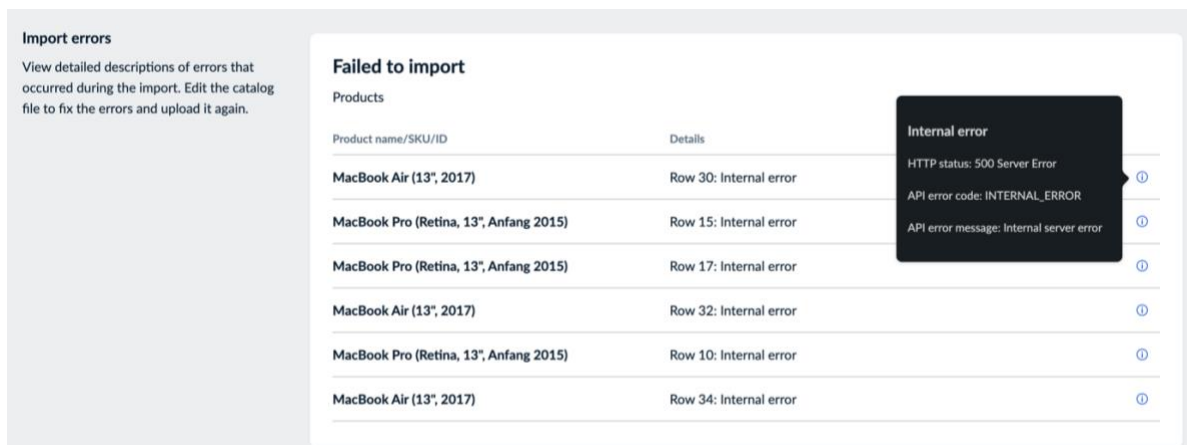 Import errors
View detailed descriptions of errors that
occurred during the import. Edit the catalog
file to fix the errors and upload it again.
Failed to import
Products
Product name/SKU/ID Details
MacBook Air (13", 2017) Row 30: Internal error
MacBook Pro (Retina, 13", Anfang 2015) Row 15: Internal error
MacBook Pro (Retina, 13", Anfang 2015) Row 17: Internal error
MacBook Air (13", 2017) Row 32: Internal error
MacBook Pro (Retina, 13", Anfang 2015) Row 10: Internal error
MacBook Air (13", 2017) Row 34: Internal error
Internal error
HTTP status: 500 Server Error
API error code: INTERNAL_ERROR
API error message: Internal server error